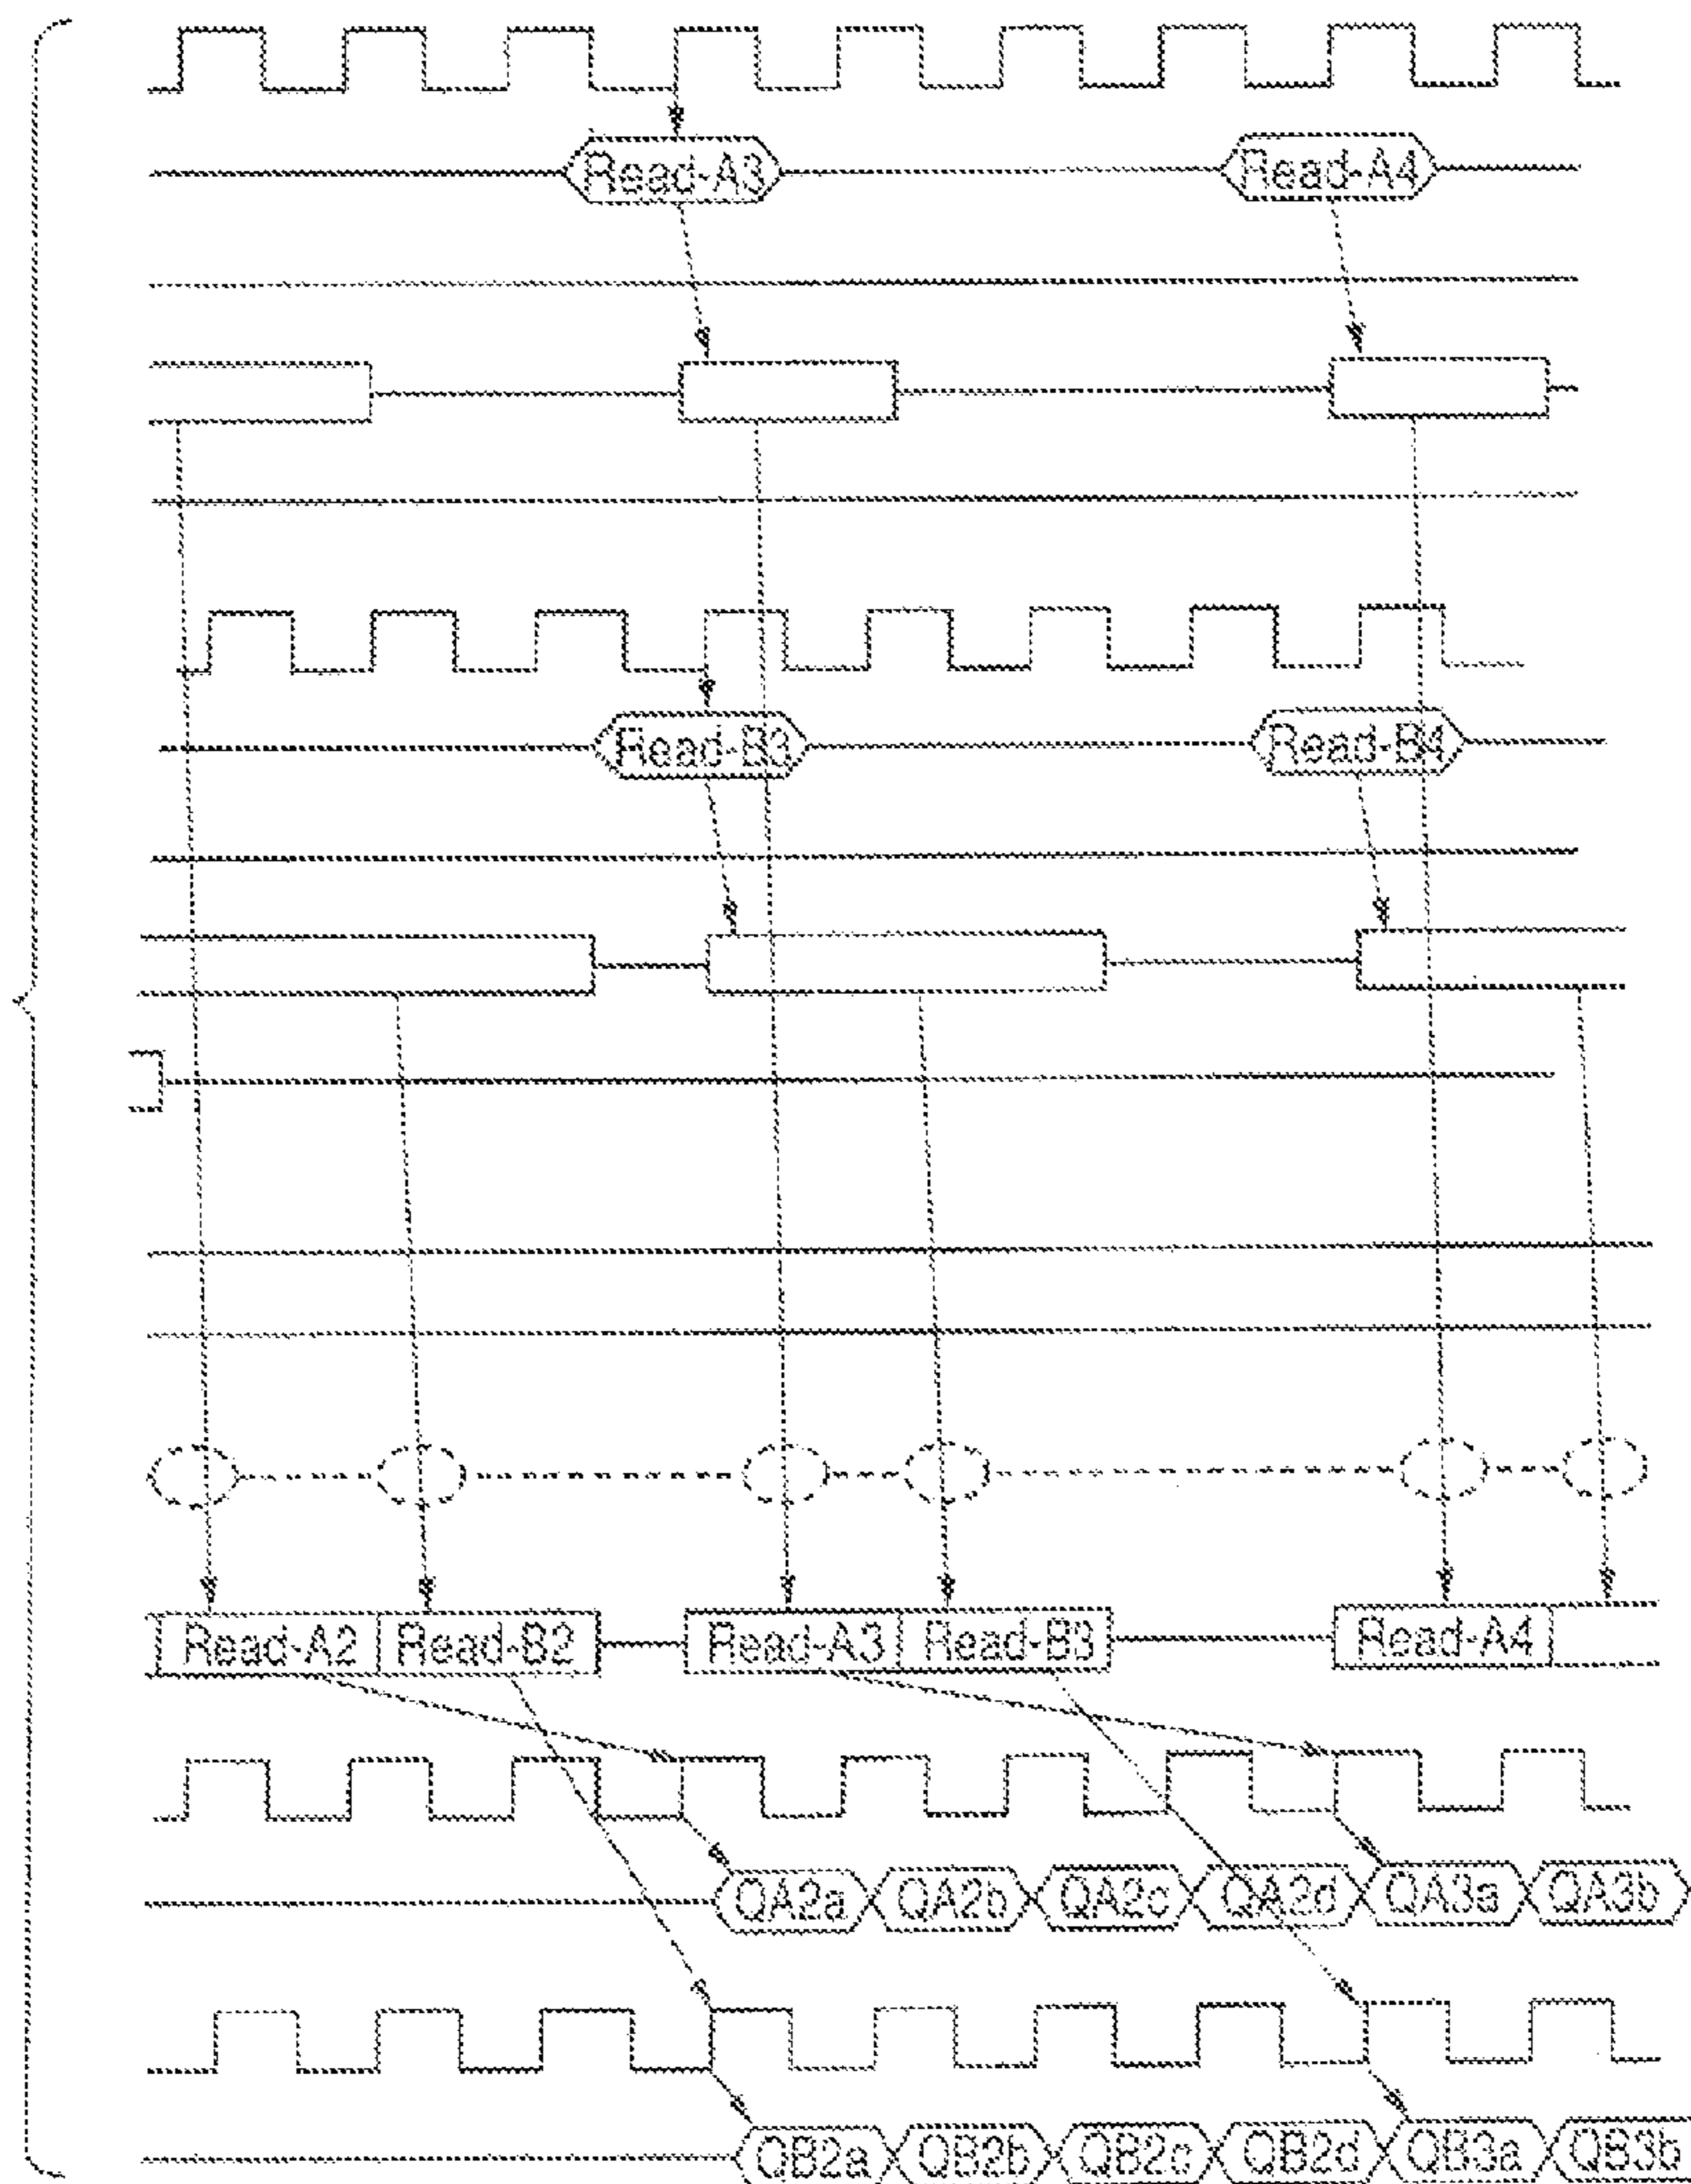 Read-A3 Read-A4
Read-B3 Read-B4
Read-A2 Read-B2 Read-A3 Read-B3 Read-A4
QA2a QA2b QA2c QA2d QA3a QA3b
QB2a QB2b QB2c QB2d QB3a QB3b